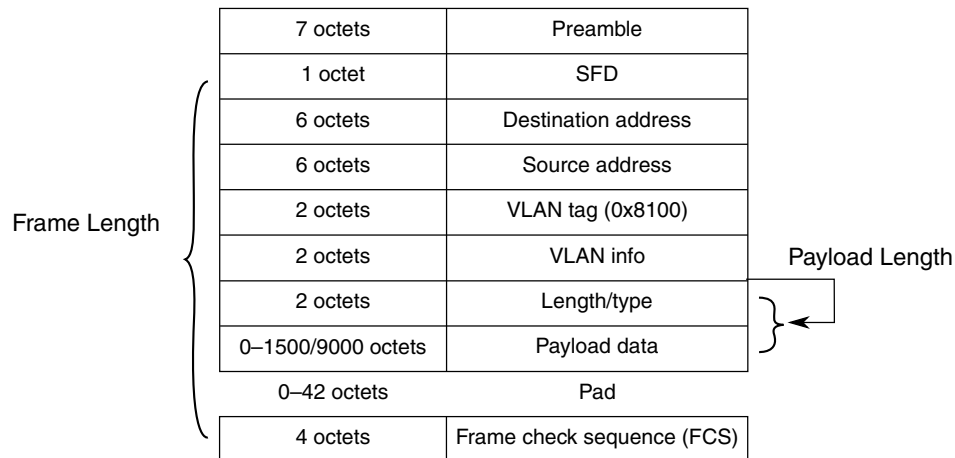 7 octets Preamble
1 octet SFD
6 octets Destination address
6 octets Source address
2 octets VLAN tag (0x8100)
Frame Length
2 octets VLAN info
Payload Length
2 octets Length/type
0–1500/9000 octets Payload data
0–42 octets Pad
4 octets Frame check sequence (FCS)